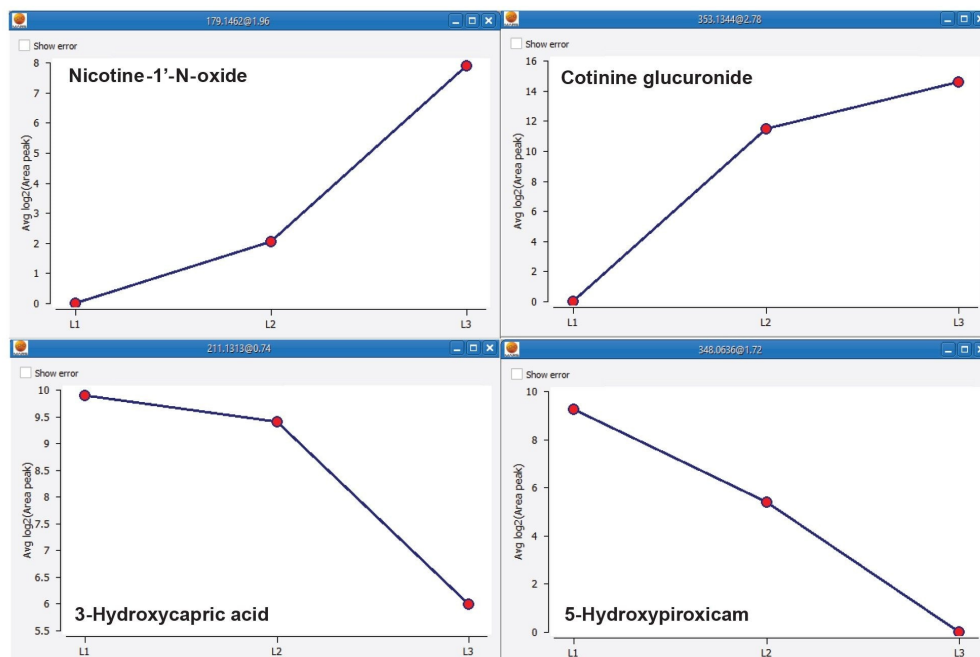 179.1462@1.96
Show error
Nicotine-1’-N-oxide
Avg log2(Area peak)
8
7
6
5
4
3
2
1
0
L1 L2 L3
353.1344@2.78
Show error
Cotinine glucuronide
Avg log2(Area peak)
16
14
12
10
8
6
4
2
0
L1 L2 L3
211.1313@0.74
Show error
Avg log2(Area peak)
10
9.5
9
8.5
8
7.5
7
6.5
6
5.5
3-Hydroxycapric acid
L1 L2 L3
348.0636@1.72
Show error
Avg log2(Area peak)
10
8
6
4
2
0
5-Hydroxypiroxicam
L1 L2 L3